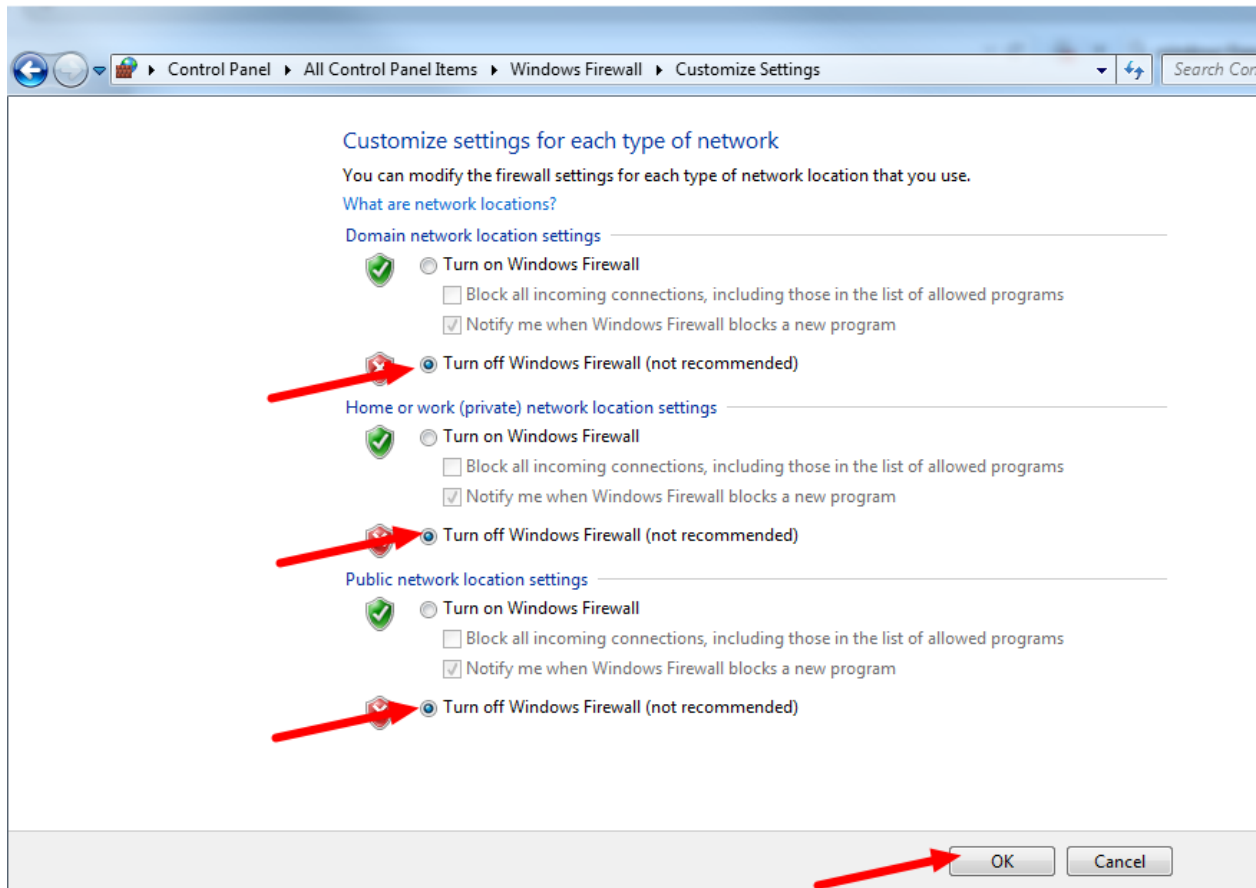 Control Panel ▸ All Control Panel Items ▸ Windows Firewall ▸ Customize Settings
Search Con
Customize settings for each type of network
You can modify the firewall settings for each type of network location that you use.
What are network locations?
Domain network location settings
Turn on Windows Firewall
Block all incoming connections, including those in the list of allowed programs
Notify me when Windows Firewall blocks a new program
Turn off Windows Firewall (not recommended)
Home or work (private) network location settings
Turn on Windows Firewall
Block all incoming connections, including those in the list of allowed programs
Notify me when Windows Firewall blocks a new program
Turn off Windows Firewall (not recommended)
Public network location settings
Turn on Windows Firewall
Block all incoming connections, including those in the list of allowed programs
Notify me when Windows Firewall blocks a new program
Turn off Windows Firewall (not recommended)
OK
Cancel